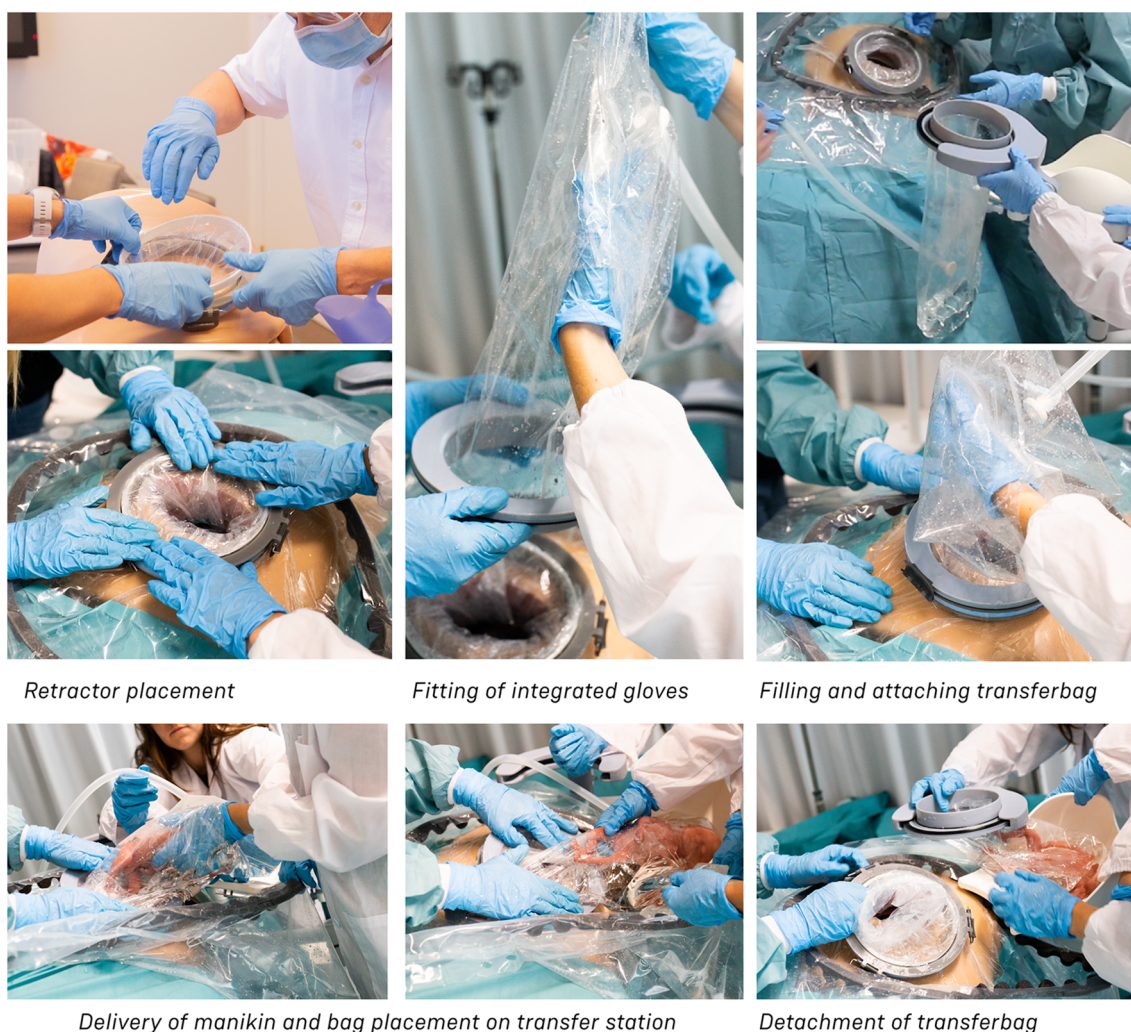 Retractor placement
Fitting of integrated gloves
Filling and attaching transferbag
Delivery of manikin and bag placement on transfer station
Detachment of transferbag